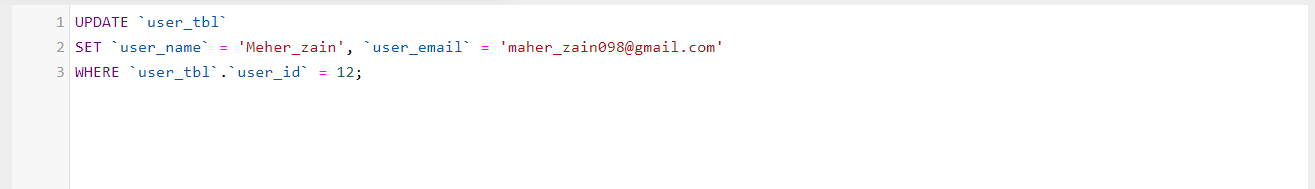 1 UPDATE `user_tbl`
2 SET `user_name` = 'Meher_zain', `user_email` = 'maher_zain098@gmail.com'
3 WHERE `user_tbl`.`user_id` = 12;